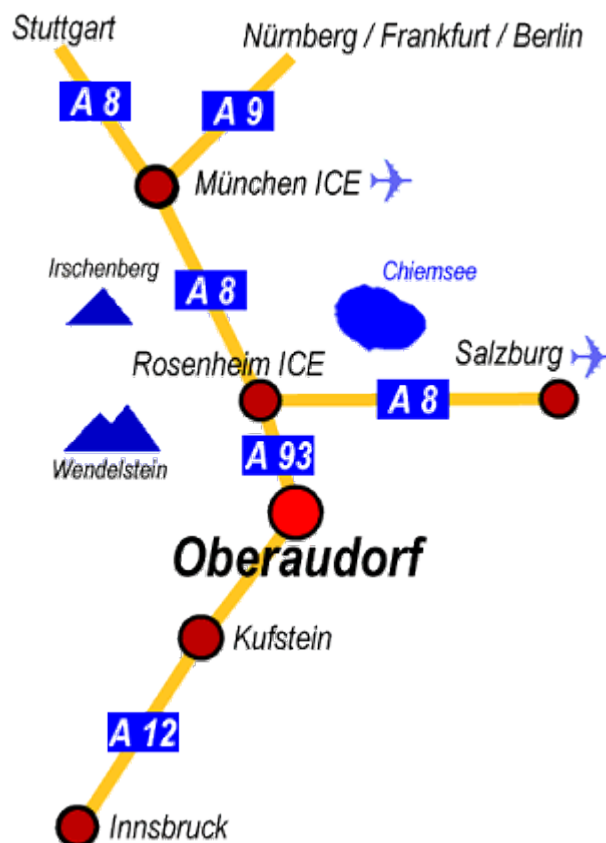 Stuttgart
Nürnberg / Frankfurt / Berlin
A 8
A 9
München ICE
Irschenberg
A 8
Chiemsee
Rosenheim ICE
Salzburg
A 8
Wendelstein
A 93
Oberaudorf
Kufstein
A 12
Innsbruck